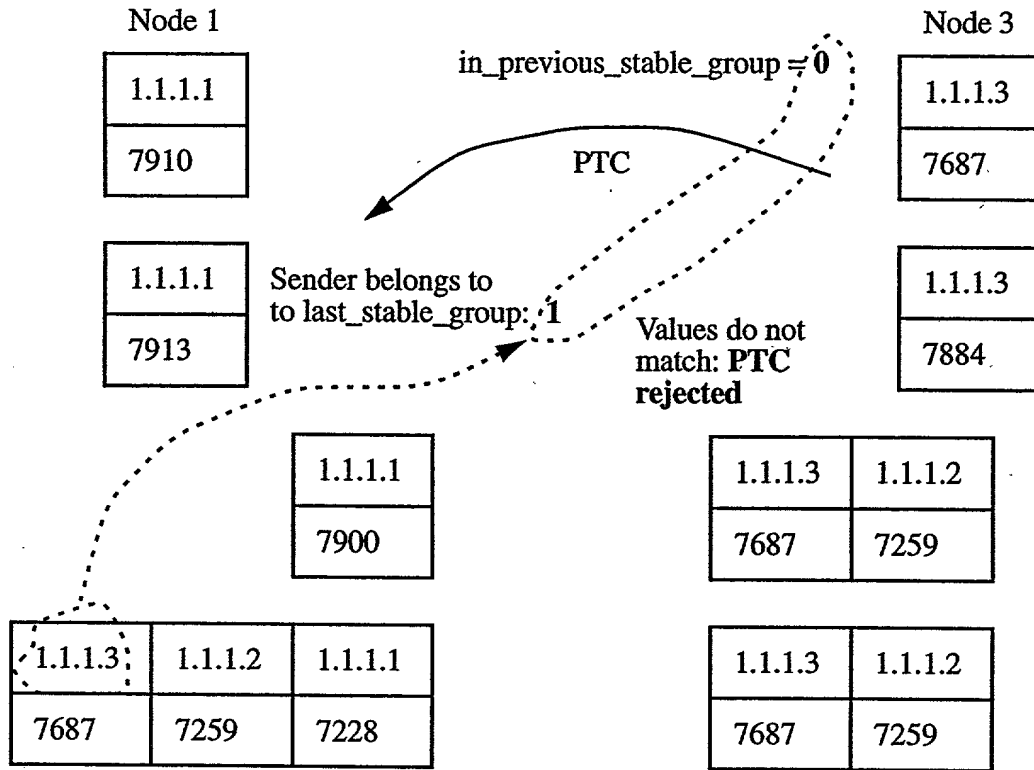 Node 1
Node 3
in_previous_stable_group = 0
1.1.1.1
7910
PTC
1.1.1.3
7687
1.1.1.1
7913
Sender belongs to
to last_stable_group: 1
Values do not
match: PTC
rejected
1.1.1.3
7884
1.1.1.1
7900
1.1.1.3 1.1.1.2
7687 7259
1.1.1.3 1.1.1.2 1.1.1.1
7687 7259 7228
1.1.1.3 1.1.1.2
7687 7259